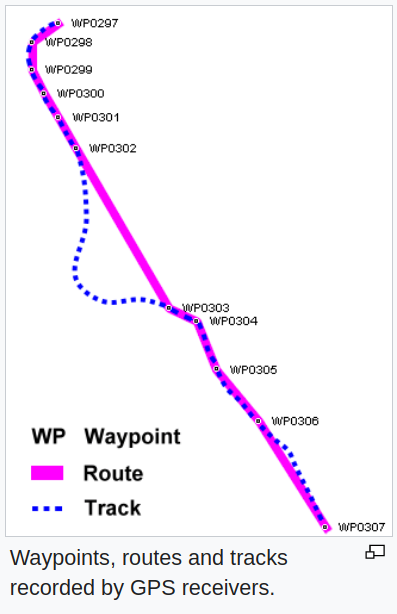 WP0297
WP0298
WP0299
WP0300
WP0301
WP0302
WP0303
WP0304
WP0305
WP0306
WP Waypoint
Route
Track
WP0307
Waypoints, routes and tracks
recorded by GPS receivers.